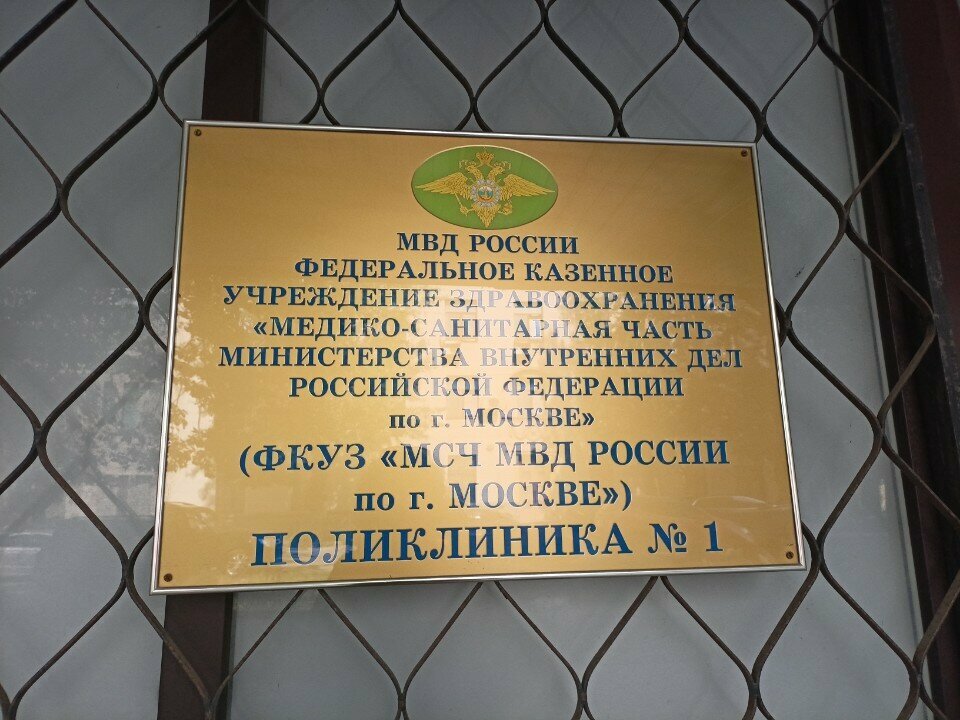 МВД РОССИИ
ФЕДЕРАЛЬНОЕ КАЗЕННОЕ
УЧРЕЖДЕНИЕ ЗДРАВООХРАНЕНИЯ
«МЕДИКО-САНИТАРНАЯ ЧАСТЬ
МИНИСТЕРСТВА ВНУТРЕННИХ ДЕЛ
РОССИЙСКОЙ ФЕДЕРАЦИИ
по г. МОСКВЕ»
(ФКУЗ «МСЧ МВД РОССИИ
по г. МОСКВЕ»)
ПОЛИКЛИНИКА № 1